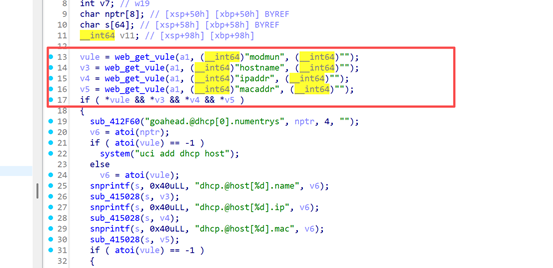 8 int v7; // w19
9 char nptr[8]; // [xsp+50h] [xbp+50h] BYREF
10 char s[64]; // [xsp+58h] [xbp+58h] BYREF
11 __int64 v11; // [xsp+98h] [xbp+98h]
12
13 vule = web_get_vule(a1, (__int64)"modmun", (__int64)"");
14 v3 = web_get_vule(a1, (__int64)"hostname", (__int64)"");
15 v4 = web_get_vule(a1, (__int64)"ipaddr", (__int64)"");
16 v5 = web_get_vule(a1, (__int64)"macaddr", (__int64)"");
17 if ( *vule && *v3 && *v4 && *v5 )
18 {
19 sub_412F60("goahead.@dhcp[0].numentrys", nptr, 4, "");
20 v6 = atoi(nptr);
21 if ( atoi(vule) == -1 )
22 system("uci add dhcp host");
23 else
24 v6 = atoi(vule);
25 snprintf(s, 0x40uLL, "dhcp.@host[%d].name", v6);
26 sub_415028(s, v3);
27 snprintf(s, 0x40uLL, "dhcp.@host[%d].ip", v6);
28 sub_415028(s, v4);
29 snprintf(s, 0x40uLL, "dhcp.@host[%d].mac", v6);
30 sub_415028(s, v5);
31 if ( atoi(vule) == -1 )
32 {